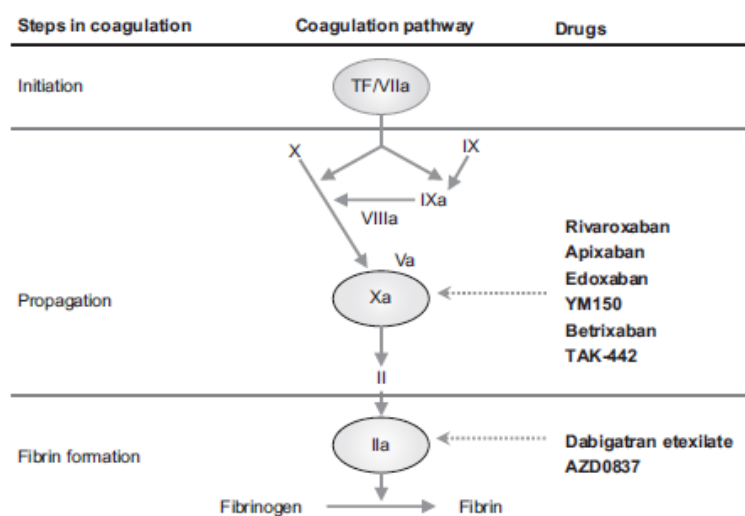 Steps in coagulation Coagulation pathway Drugs
Initiation TF/VIIa
X IX
IXa
VIIIa
Rivaroxaban
Apixaban
Va
Edoxaban
Propagation Xa YM150
Betrixaban
TAK-442
II
IIa Dabigatran etexilate
Fibrin formation AZD0837
Fibrinogen Fibrin